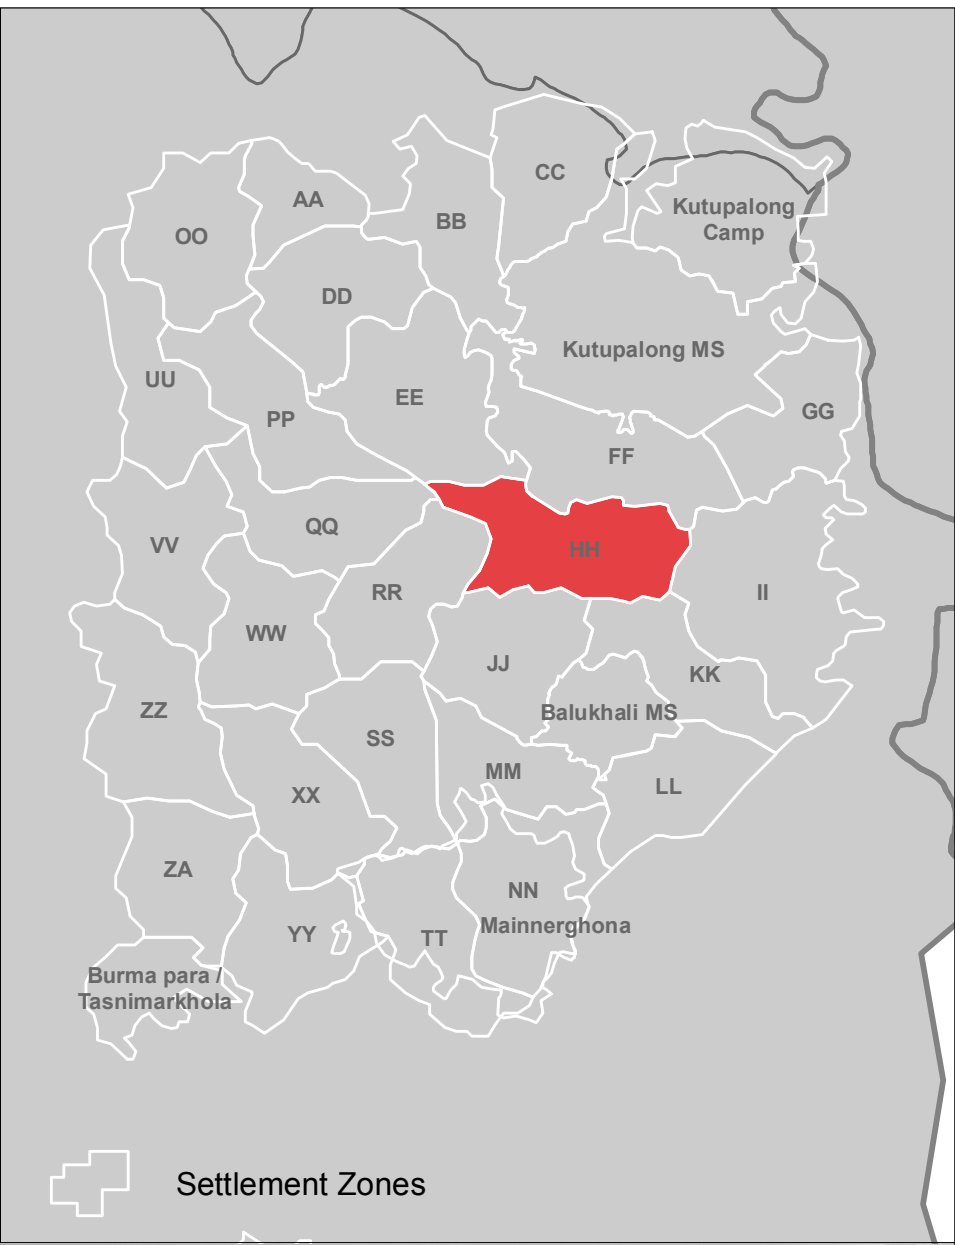 CC
AA
Kutupalong
Camp
BB
OO
DD
Kutupalong MS
UU
EE
GG
PP
FF
QQ
VV
HH
RR
II
WW
JJ
KK
ZZ
Balukhali MS
SS
MM
LL
XX
ZA
NN
Mainnerghona
YY
TT
Burma para /
Tasnimarkhola
Settlement Zones